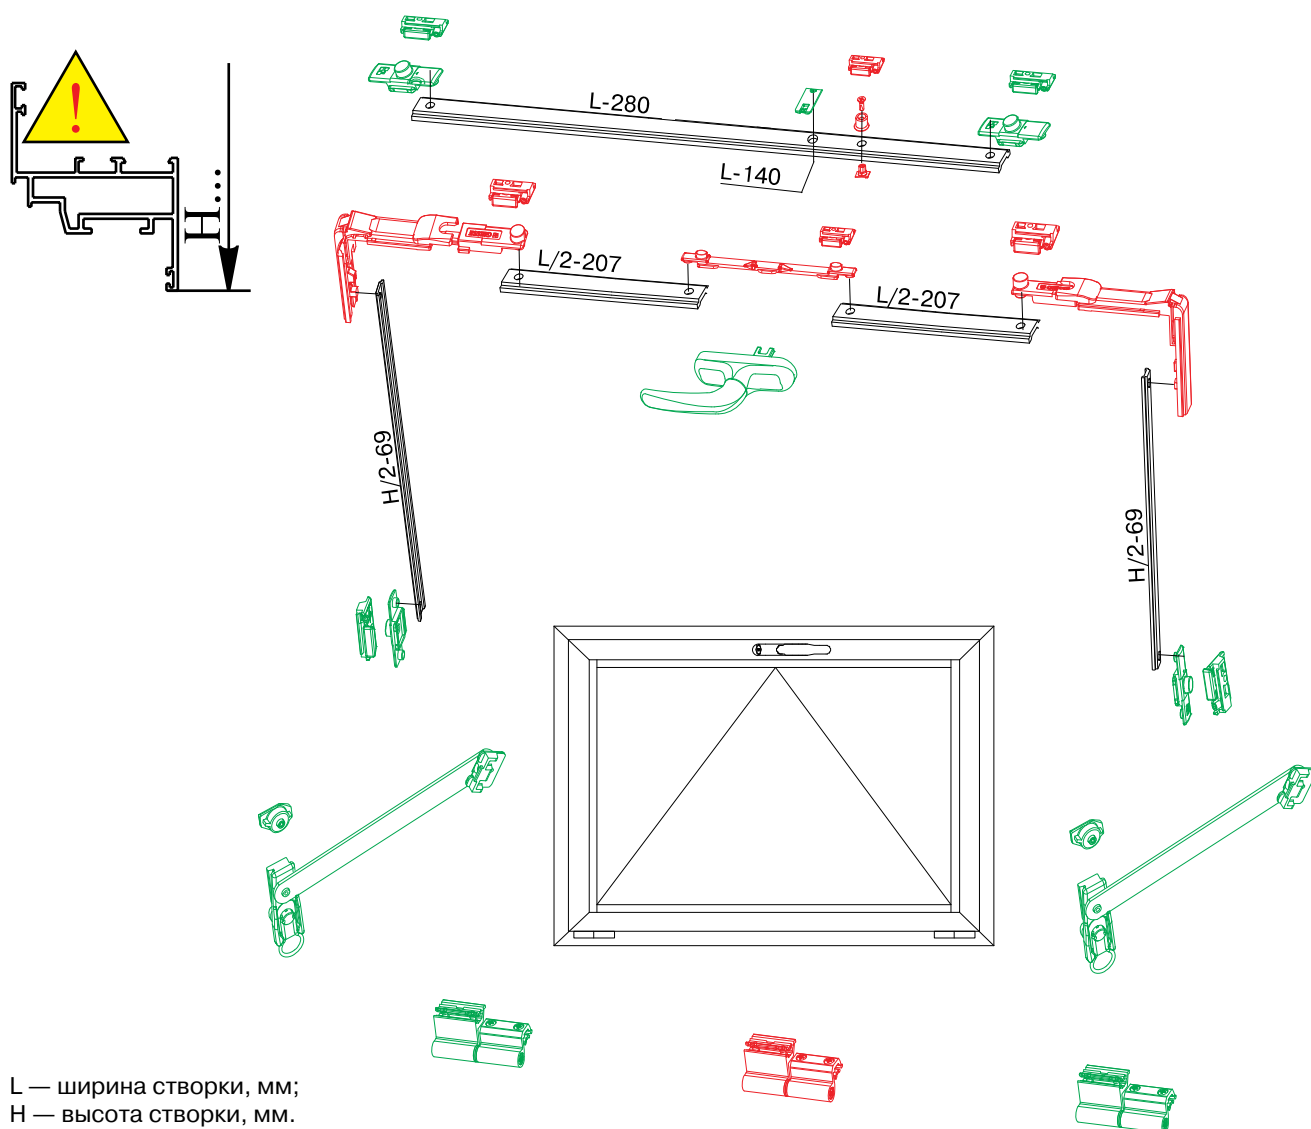 !
L-280
L-140
H...
L/2-207
L/2-207
H/2-69
H/2-69
L — ширина створки, мм;
H — высота створки, мм.